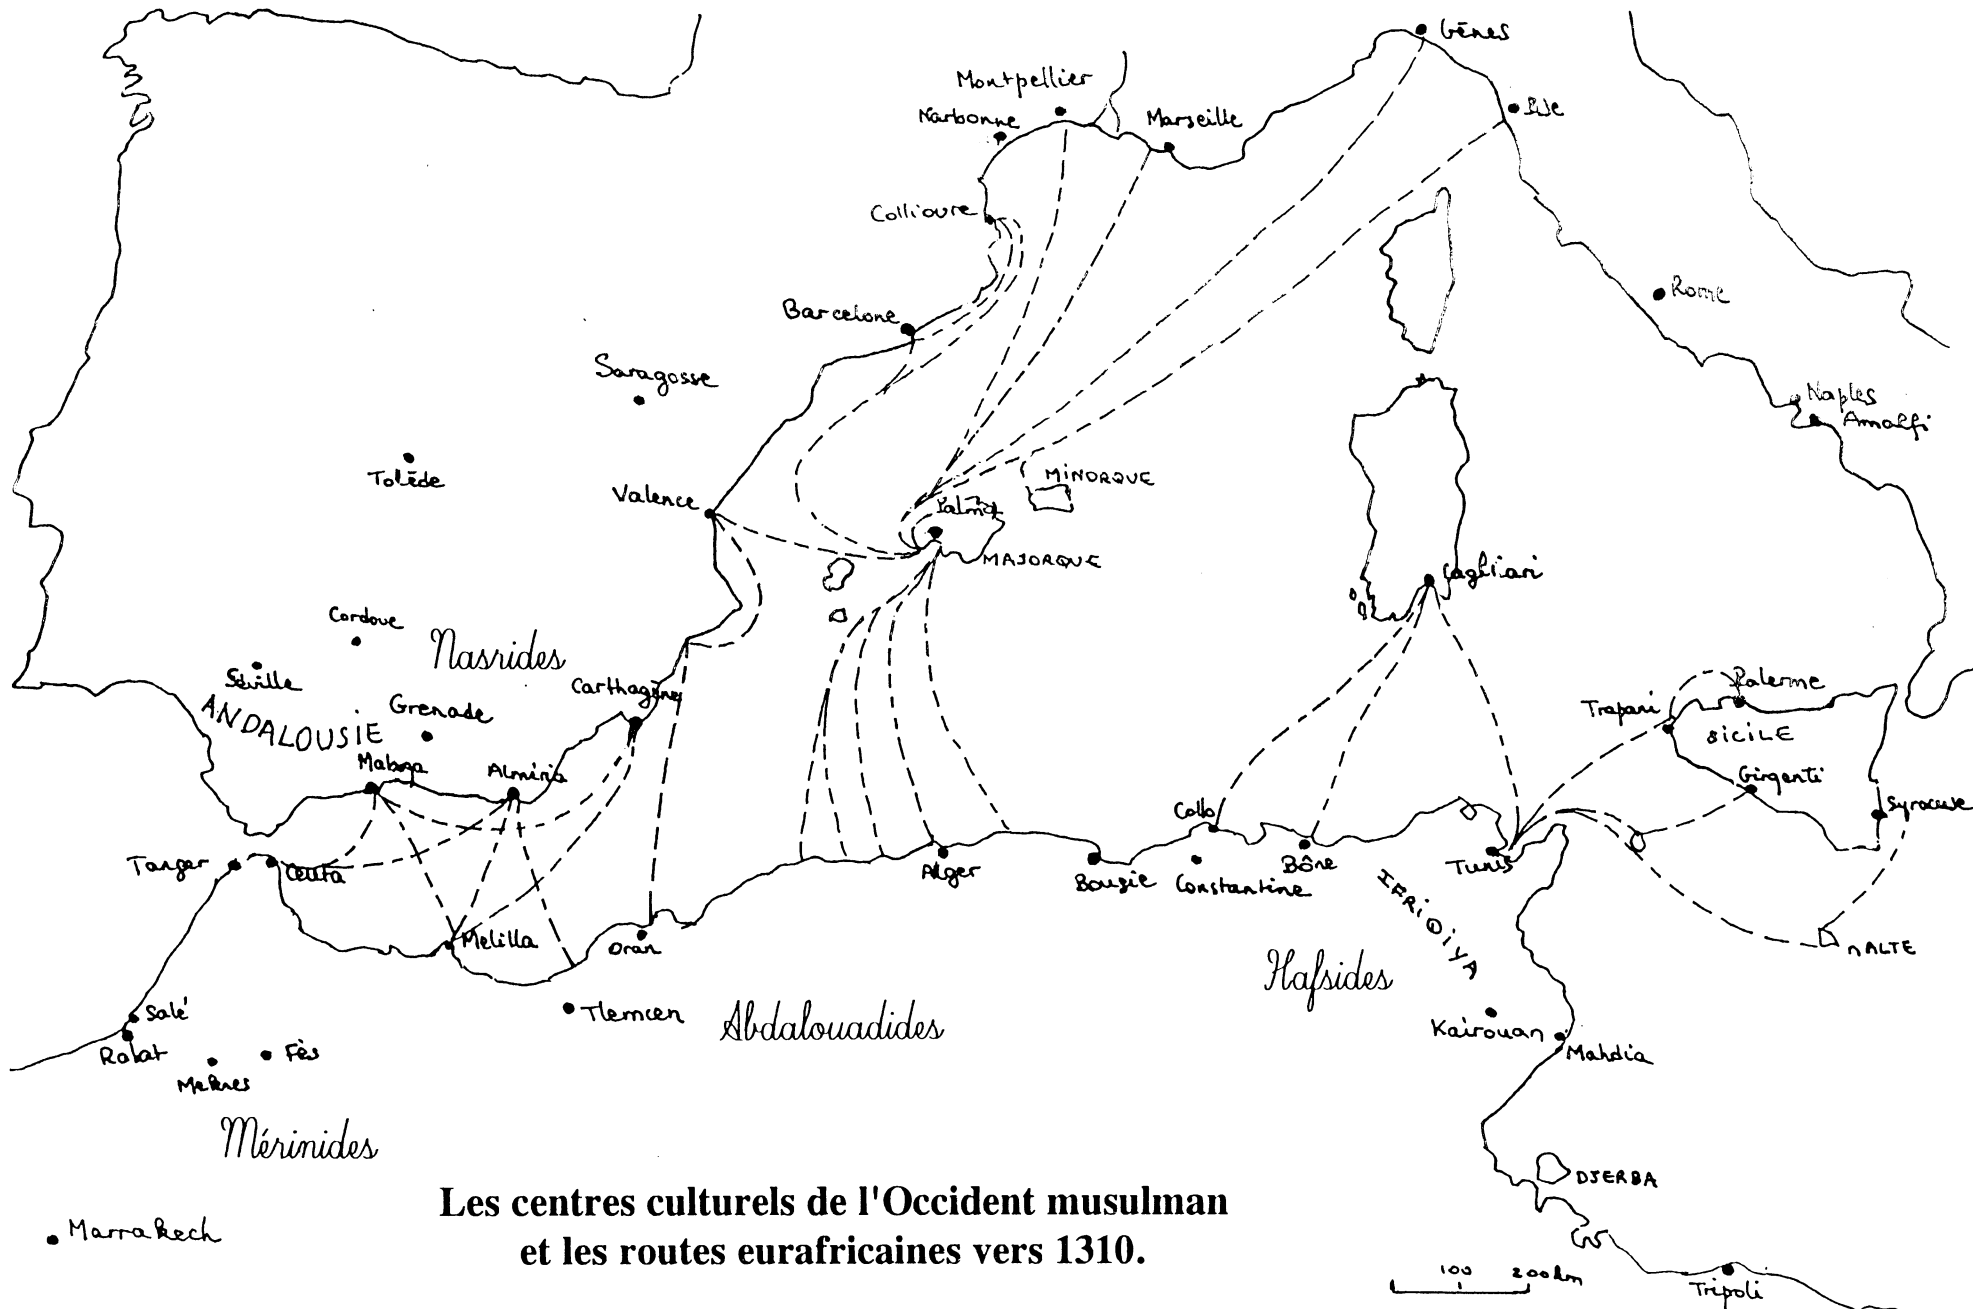 Gênes
Montpellier
Pise
Narbonne
Marseille
Collioure
Rome
Barcelone
Saragosse
Naples
Amalfi
Tolède
MINORQUE
Valence
Palma
MAJORQUE
Cagliari
Cordoue
Nasrides
Séville
Carthagène
Palerme
ANDALOUSIE
Grenade
Trapani
SICILE
Malaga
Almiria
Girgenti
Collo
Syracuse
Tanger
Ceuta
Alger
Bougie
Constantine
Bône
Tunis
IFRIQIYA
Melilla
Oran
MALTE
Hafsides
Salé
Tlemcen
Abdalouadides
Kairouan
Rabat
Fès
Mahdia
Meknes
Mérinides
DJERBA
Les centres culturels de l'Occident musulman
et les routes eurafricaines vers 1310.
Marrakech
100 200 km
Tripoli